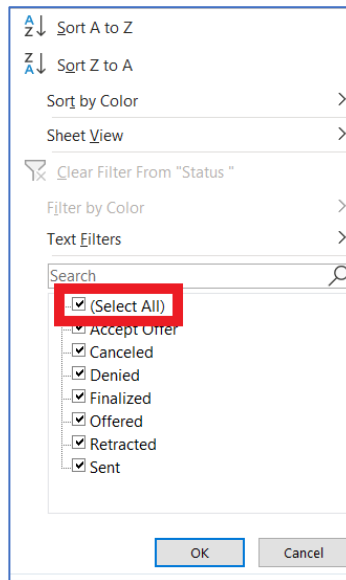 A Z Sort A to Z
Z A Sort Z to A
Sort by Color
Sheet View
Clear Filter From "Status "
Filter by Color
Text Filters
Search
(Select All)
Accept Offer
Canceled
Denied
Finalized
Offered
Retracted
Sent
OK Cancel